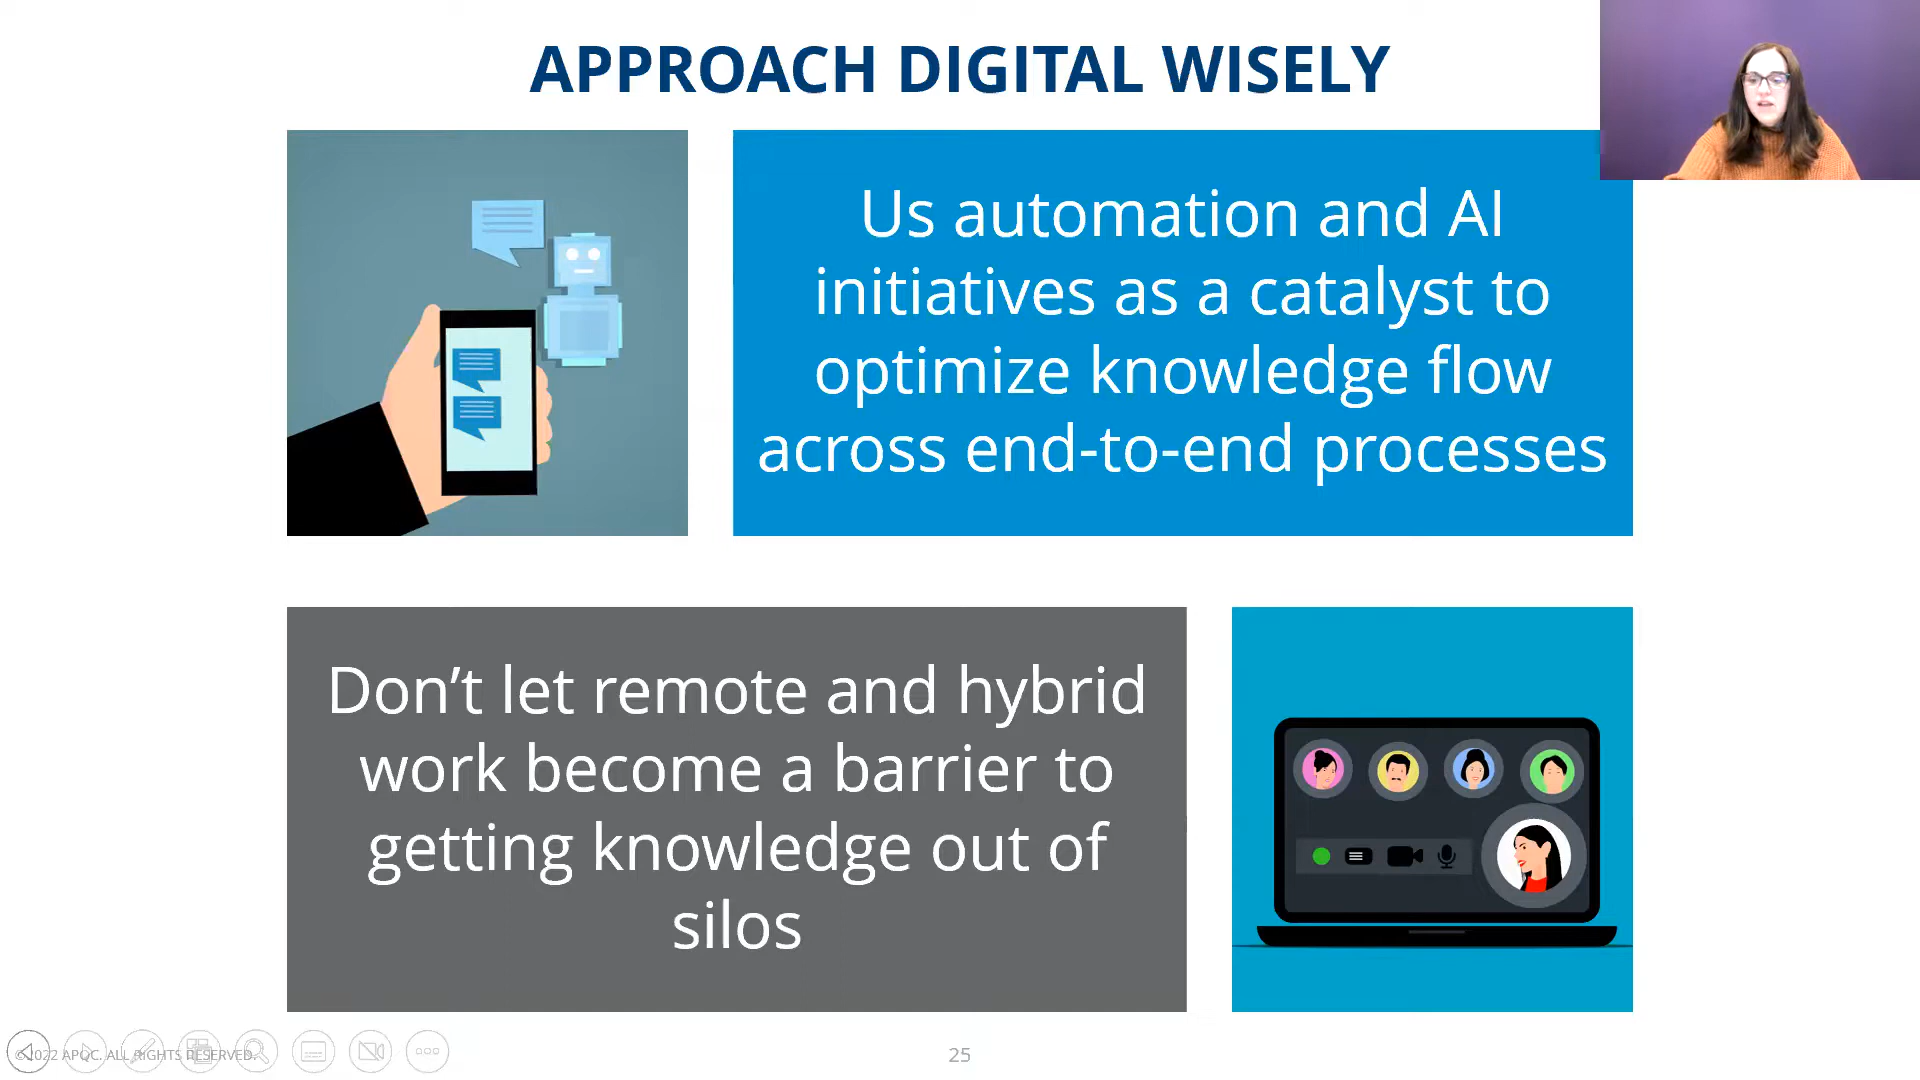 APPROACH DIGITAL WISELY
Us automation and AI
initiatives as a catalyst to
optimize knowledge flow
across end-to-end processes
Don’t let remote and hybrid
work become a barrier to
getting knowledge out of
silos
©2022 APQC. ALL RIGHTS RESERVED.
25